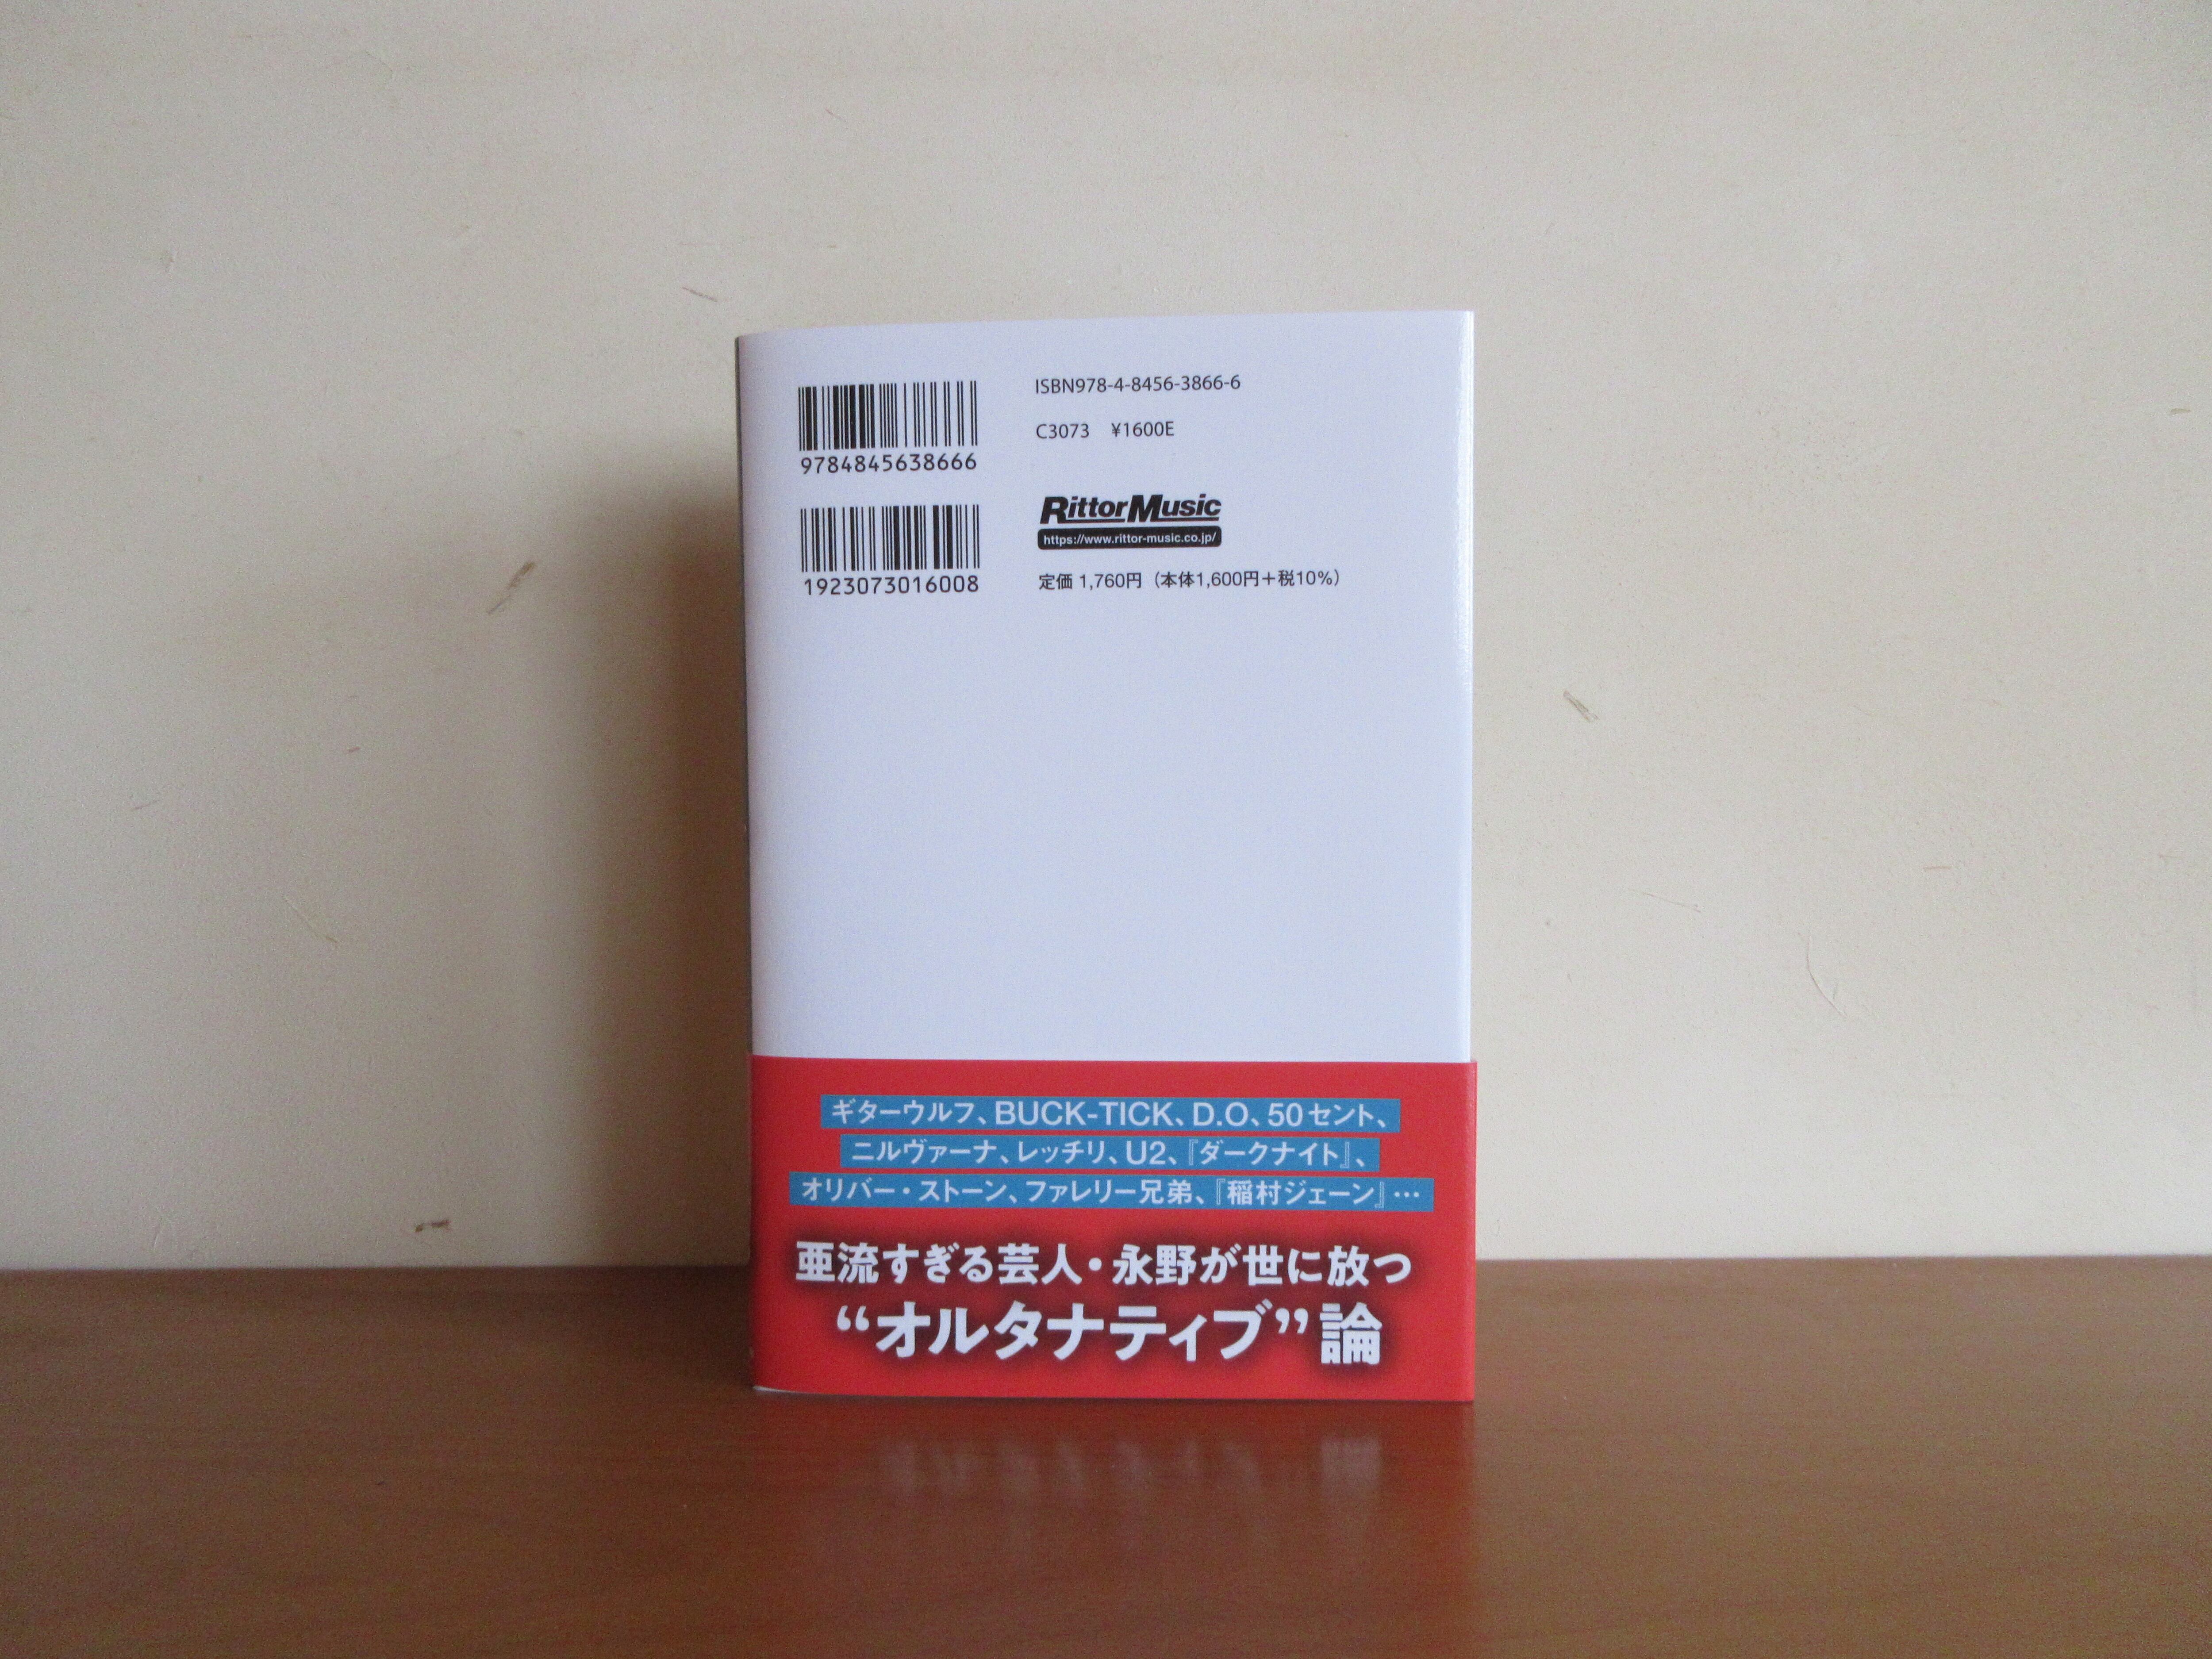 9784845638666
1923073016008
ISBN978-4-8456-3866-6
C3073 ¥1600E
RittorMusic
https://www.rittor-music.co.jp/
定価 1,760円（本体1,600円＋税10％）
ギターウルフ、BUCK-TICK、D.O、50セント、
ニルヴァーナ、レッチリ、U2、『ダークナイト』、
オリバー・ストーン、ファレリー兄弟、『稲村ジェーン』…
亜流すぎる芸人・永野が世に放つ
“オルタナティブ”論